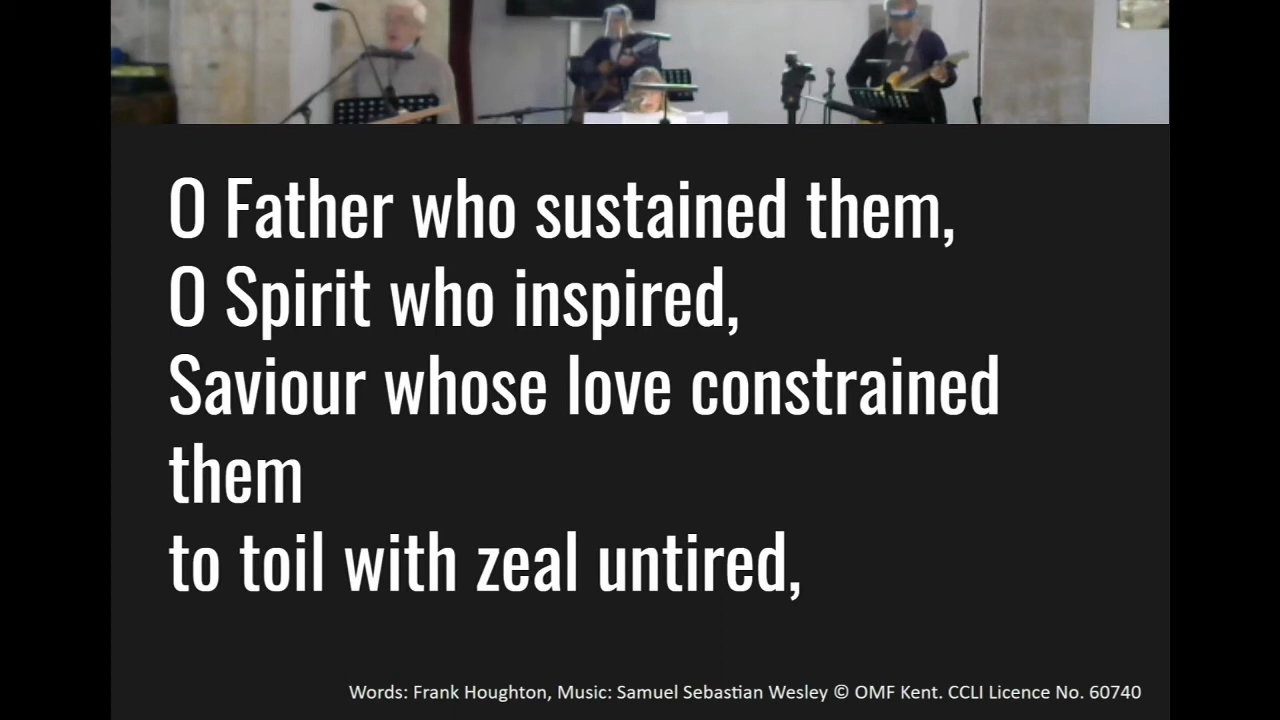 O Father who sustained them,
O Spirit who inspired,
Saviour whose love constrained
them
to toil with zeal untired,
Words: Frank Houghton, Music: Samuel Sebastian Wesley © OMF Kent. CCLI Licence No. 60740